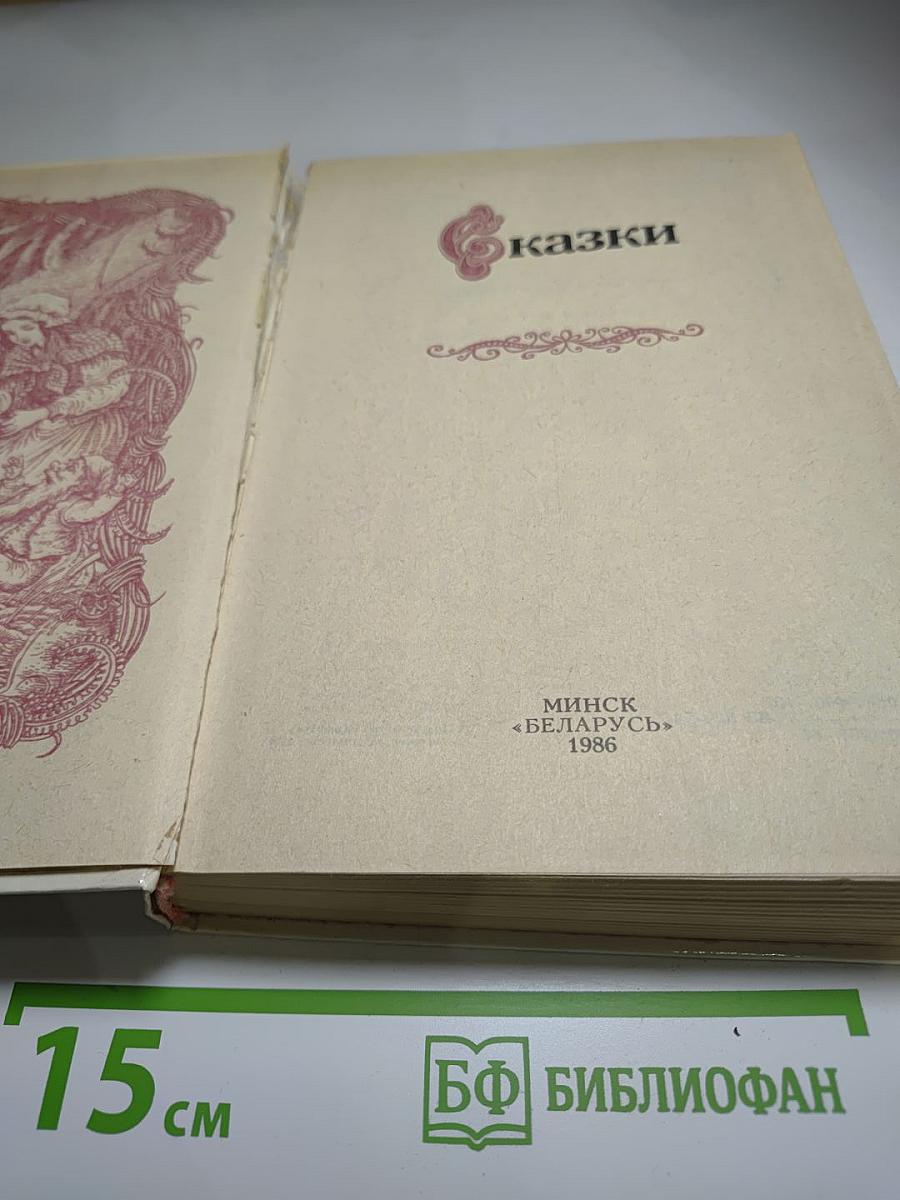 Сказки
МИНСК
«БЕЛАРУСЬ»
1986
15 см
БФ БИБЛИОФАН